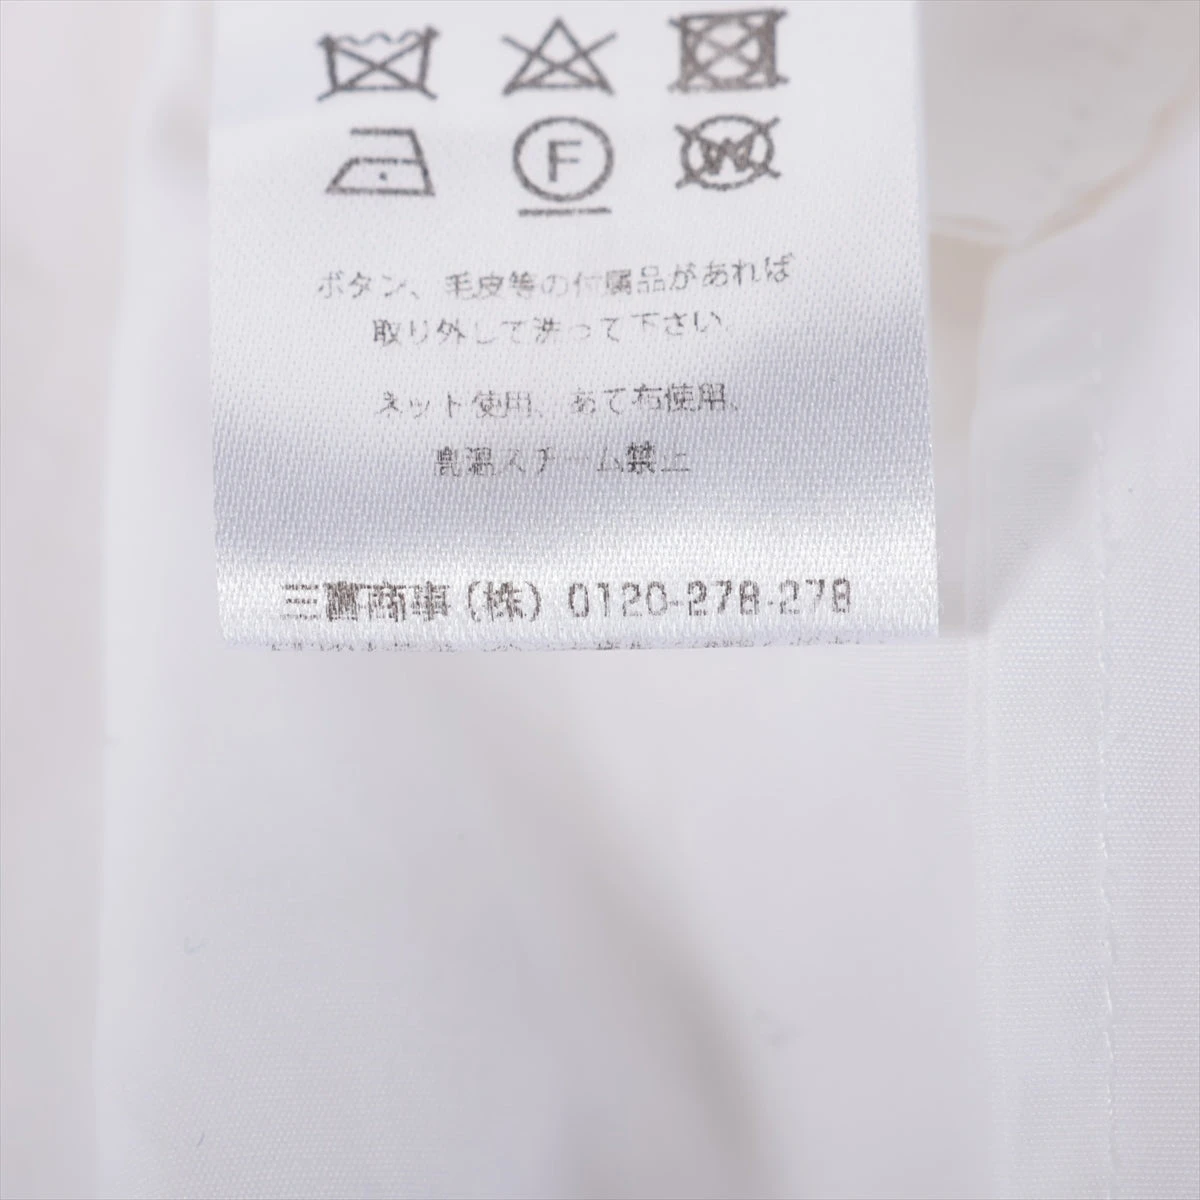 F
W
ボタン、毛皮等の付属品があれば
取り外して洗って下さい。
ネット使用、あて布使用、
高温スチーム禁止
三喜商事(株) 0120-278-278